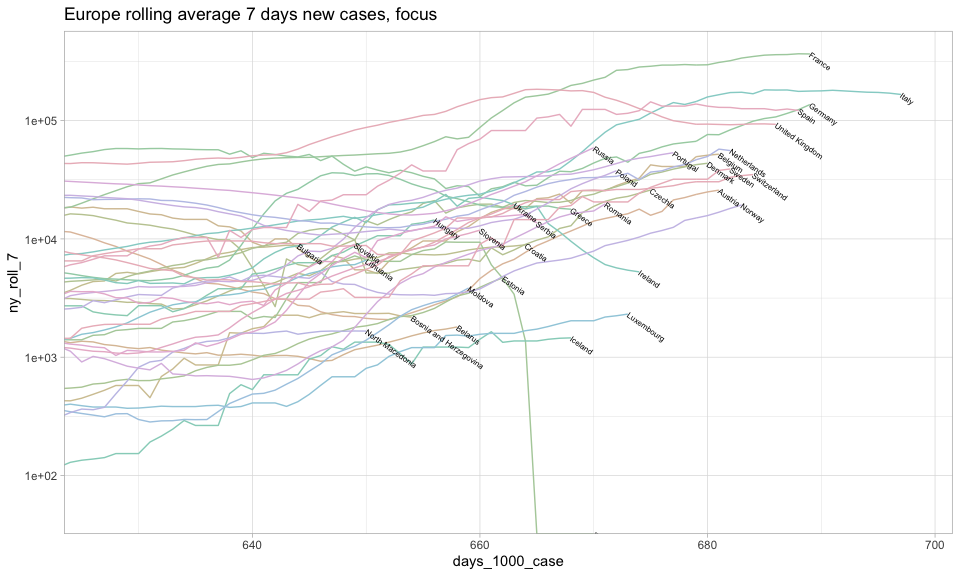 Europe rolling average 7 days new cases, focus
ny_roll_7
1e+05
1e+04
1e+03
1e+02
France
Italy
Germany
Spain
United Kingdom
Russia
Portugal
Netherlands
Belgium
Switzerland
Denmark
Sweden
Poland
Czechia
Austria
Norway
Romania
Greece
Ukraine
Serbia
Hungary
Slovenia
Croatia
Bulgaria
Slovakia
Lithuania
Estonia
Moldova
Ireland
Luxembourg
Bosnia and Herzegovina
Belarus
Iceland
North Macedonia
640
660
680
700
days_1000_case